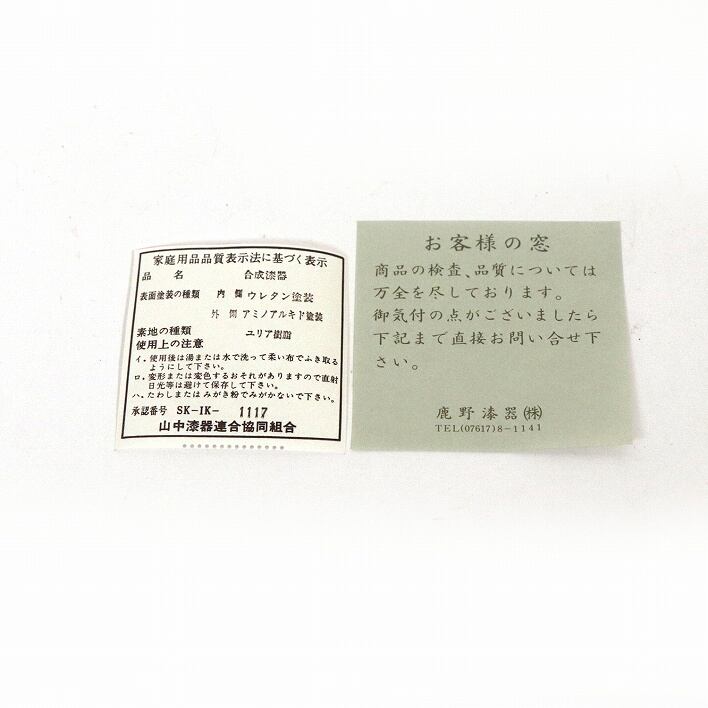 家庭用品品質表示法に基づく表示
品 名 合成漆器
表面塗装の種類 内側 ウレタン塗装
外側 アミノアルキド塗装
素地の種類 ユリア樹脂
使用上の注意
イ. 使用後は湯または水で洗って柔い布でふき取る
ようにして下さい。
ロ. 変形または変色するおそれがありますので直射
日光等は避けて保存して下さい。
ハ. たわしまたは みがき粉でみがかないで下さい。
承認番号 SK-IK- 1117
山中漆器連合協同組合
お客様の窓
商品の検査、品質については
万全を尽しております。
御気付の点がございましたら
下記まで直接お問い合せ下
さい。
鹿野漆器㈱
TEL(07617)8-1141